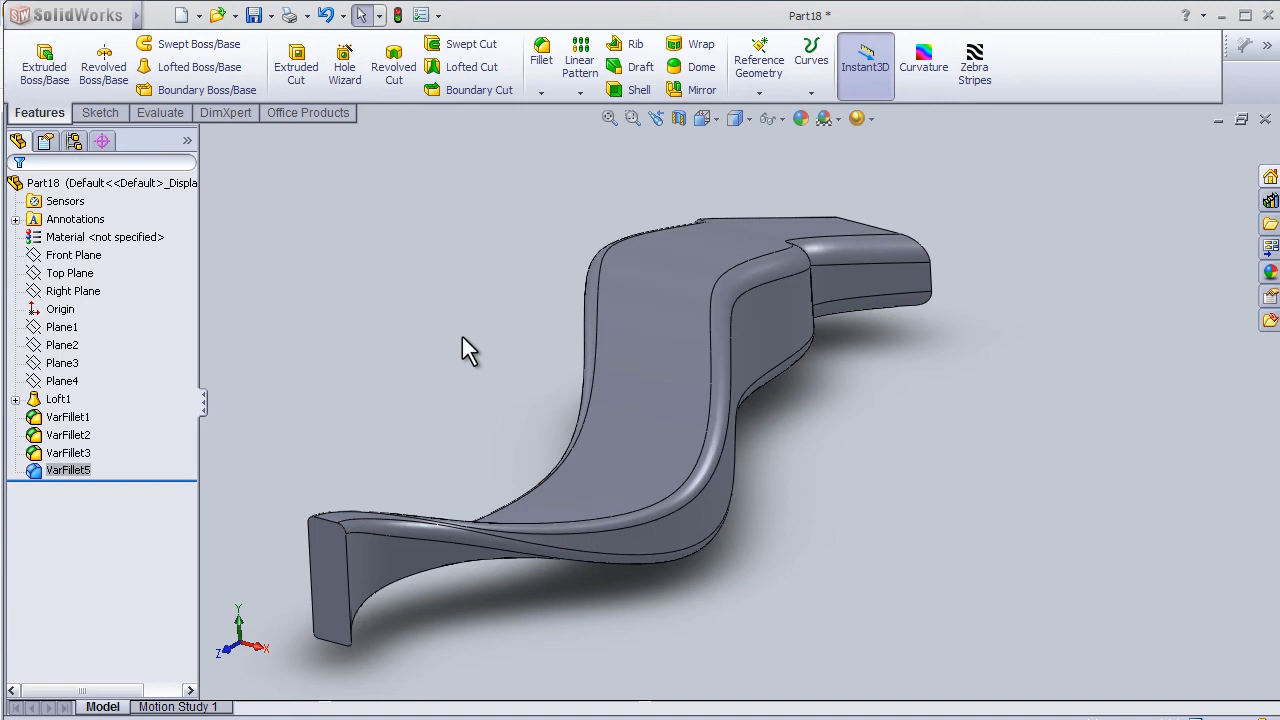 SW SolidWorks
Part18 *
Extruded Boss/Base
Revolved Boss/Base
Swept Boss/Base
Lofted Boss/Base
Boundary Boss/Base
Extruded Cut
Hole Wizard
Revolved Cut
Swept Cut
Lofted Cut
Boundary Cut
Fillet
Linear Pattern
Rib
Draft
Shell
Wrap
Dome
Mirror
Reference Geometry
Curves
Instant3D
Curvature
Zebra Stripes
Features
Sketch
Evaluate
DimXpert
Office Products
Part18 (Default<<Default>_Displa
Sensors
A Annotations
Material <not specified>
Front Plane
Top Plane
Right Plane
Origin
Plane1
Plane2
Plane3
Plane4
Loft1
VarFillet1
VarFillet2
VarFillet3
VarFillet5
Y
Z
X
Model
Motion Study 1